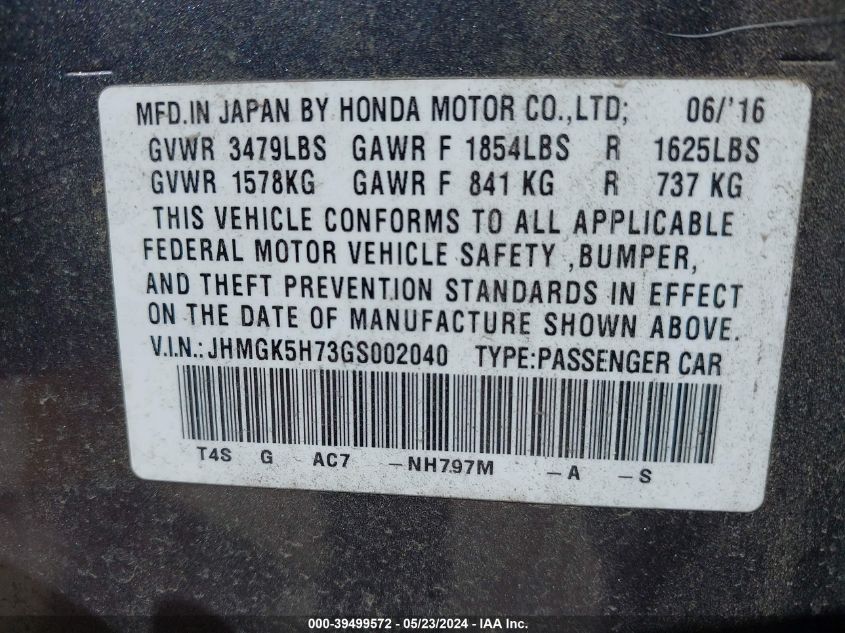 MFD.IN JAPAN BY HONDA MOTOR CO.,LTD; 06/'16
GVWR 3479LBS GAWR F 1854LBS R 1625LBS
GVWR 1578KG GAWR F 841 KG R 737 KG
THIS VEHICLE CONFORMS TO ALL APPLICABLE
FEDERAL MOTOR VEHICLE SAFETY ,BUMPER,
AND THEFT PREVENTION STANDARDS IN EFFECT
ON THE DATE OF MANUFACTURE SHOWN ABOVE.
V.I.N.: JHMGK5H73GS002040 TYPE:PASSENGER CAR
T4S G AC7 -NH797M -A -S
000-39499572 - 05/23/2024 - IAA Inc.